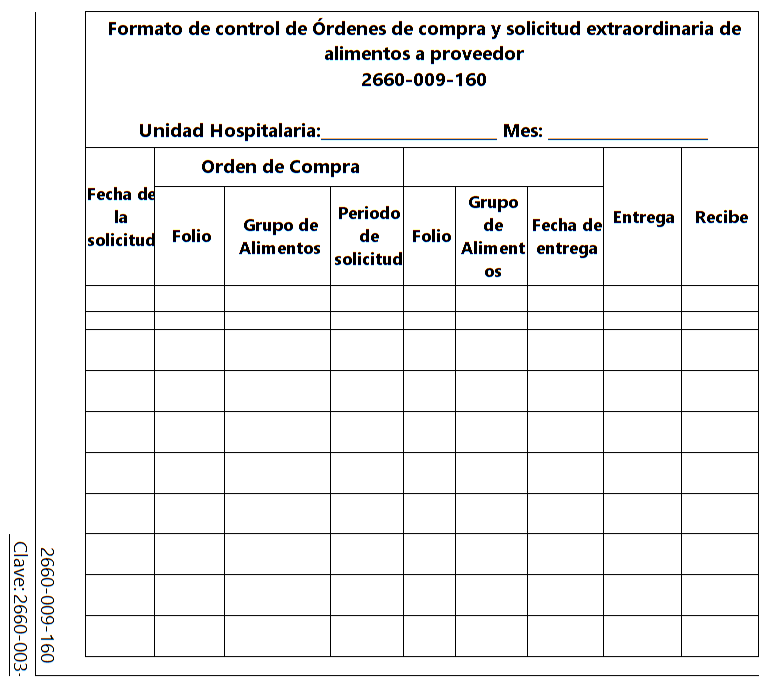 Formato de control de Órdenes de compra y solicitud extraordinaria de
alimentos a proveedor
2660-009-160
Unidad Hospitalaria:__________________ Mes: ________________
Orden de Compra
Fecha de
la
solicitud
Folio
Grupo de
Alimentos
Periodo
de
solicitud
Folio
Grupo
de
Aliment
os
Fecha de
entrega
Entrega
Recibe
2660-009-160
Clave: 2660-003-